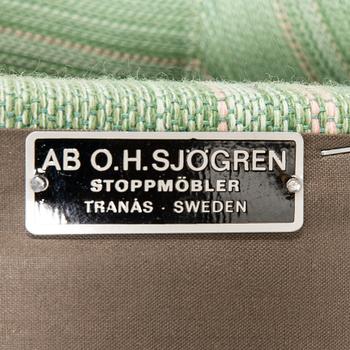 AB O.H.SJÖGREN
STOPPMÖBLER
TRANÅS · SWEDEN